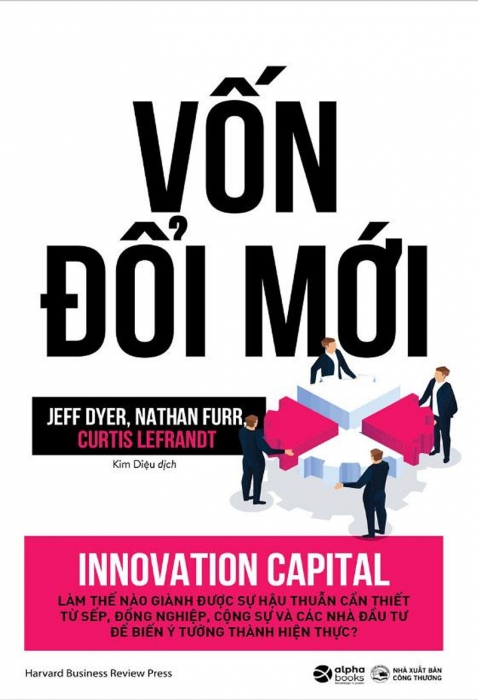 VỐN
ĐỔI MỚI
JEFF DYER, NATHAN FURR,
CURTIS LEFRANDT
Kim Diệu dịch
INNOVATION CAPITAL
LÀM THẾ NÀO GIÀNH ĐƯỢC SỰ HẬU THUẪN CẦN THIẾT
TỪ SẾP, ĐỒNG NGHIỆP, CỘNG SỰ VÀ CÁC NHÀ ĐẦU TƯ
ĐỂ BIẾN Ý TƯỞNG THÀNH HIỆN THỰC?
Harvard Business Review Press
alpha
books
NHÀ XUẤT BẢN
CÔNG THƯƠNG